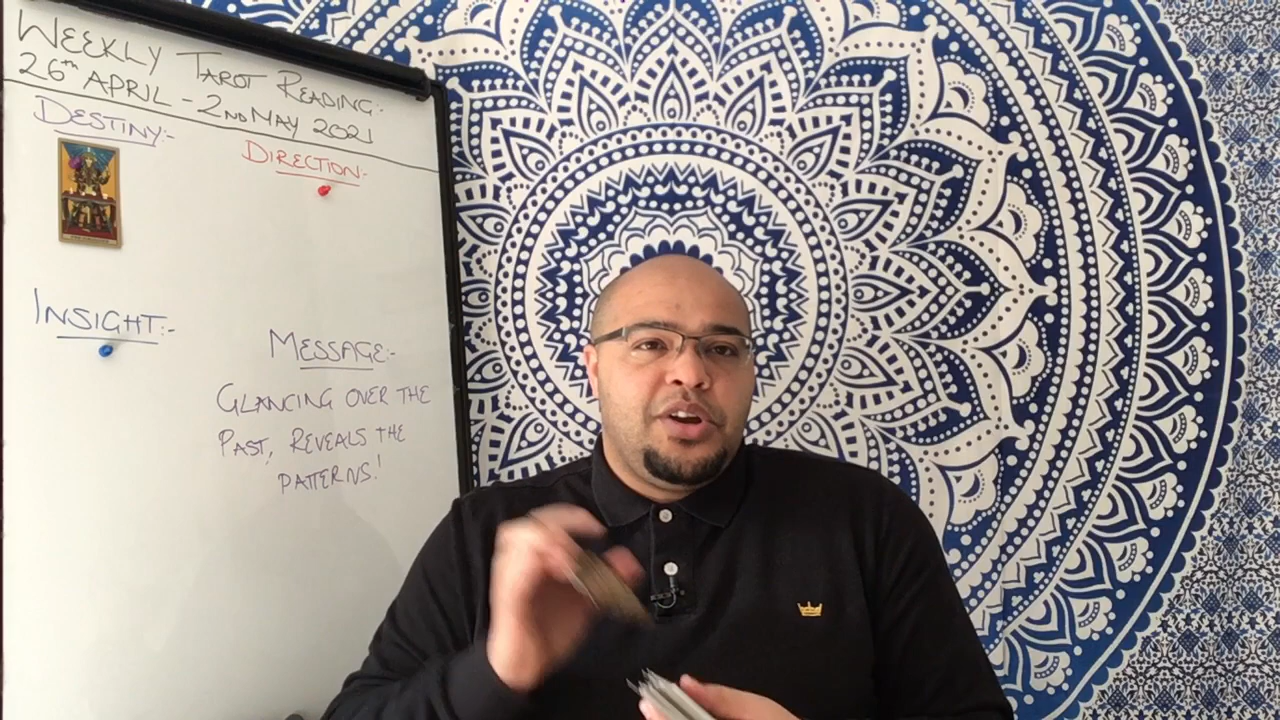 WEEKLY TAROT READING:-
26TH APRIL - 2ND MAY 2021
DESTINY:-
DIRECTION:-
INSIGHT:-
MESSAGE:-
GLANCING OVER THE
PAST, REVEALS THE
PATTERNS!